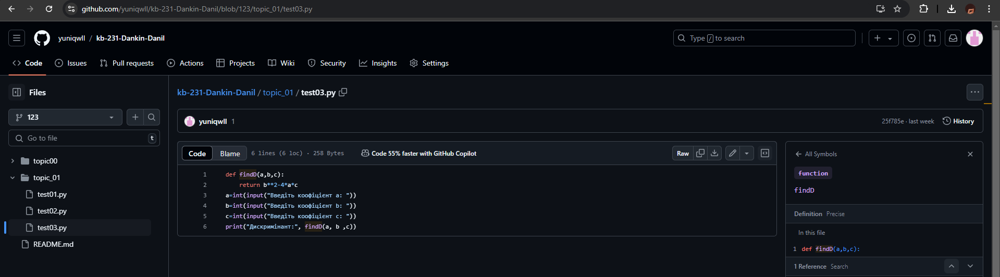 github.com/yuniqwll/kb-231-Dankin-Danil/blob/123/topic_01/test03.py
yuniqwll / kb-231-Dankin-Danil
Type / to search
Code Issues Pull requests Actions Projects Wiki Security Insights Settings
Files
kb-231-Dankin-Danil / topic_01 / test03.py
123
yuniqwll 1
25f785e · last week History
Go to file t
topic00
topic_01
test01.py
test02.py
test03.py
README.md
Code Blame 6 lines (6 loc) · 258 Bytes Code 55% faster with GitHub Copilot Raw
1 def findD(a,b,c):
2 return b**2-4*a*c
3 a=int(input("Введіть коофіцієнт a: "))
4 b=int(input("Введіть коофіцієнт b: "))
5 c=int(input("Введіть коофіцієнт c: "))
6 print("Дискримінант:", findD(a, b ,c))
All Symbols
function
findD
Definition Precise
In this file
1 def findD(a,b,c):
1 Reference Search